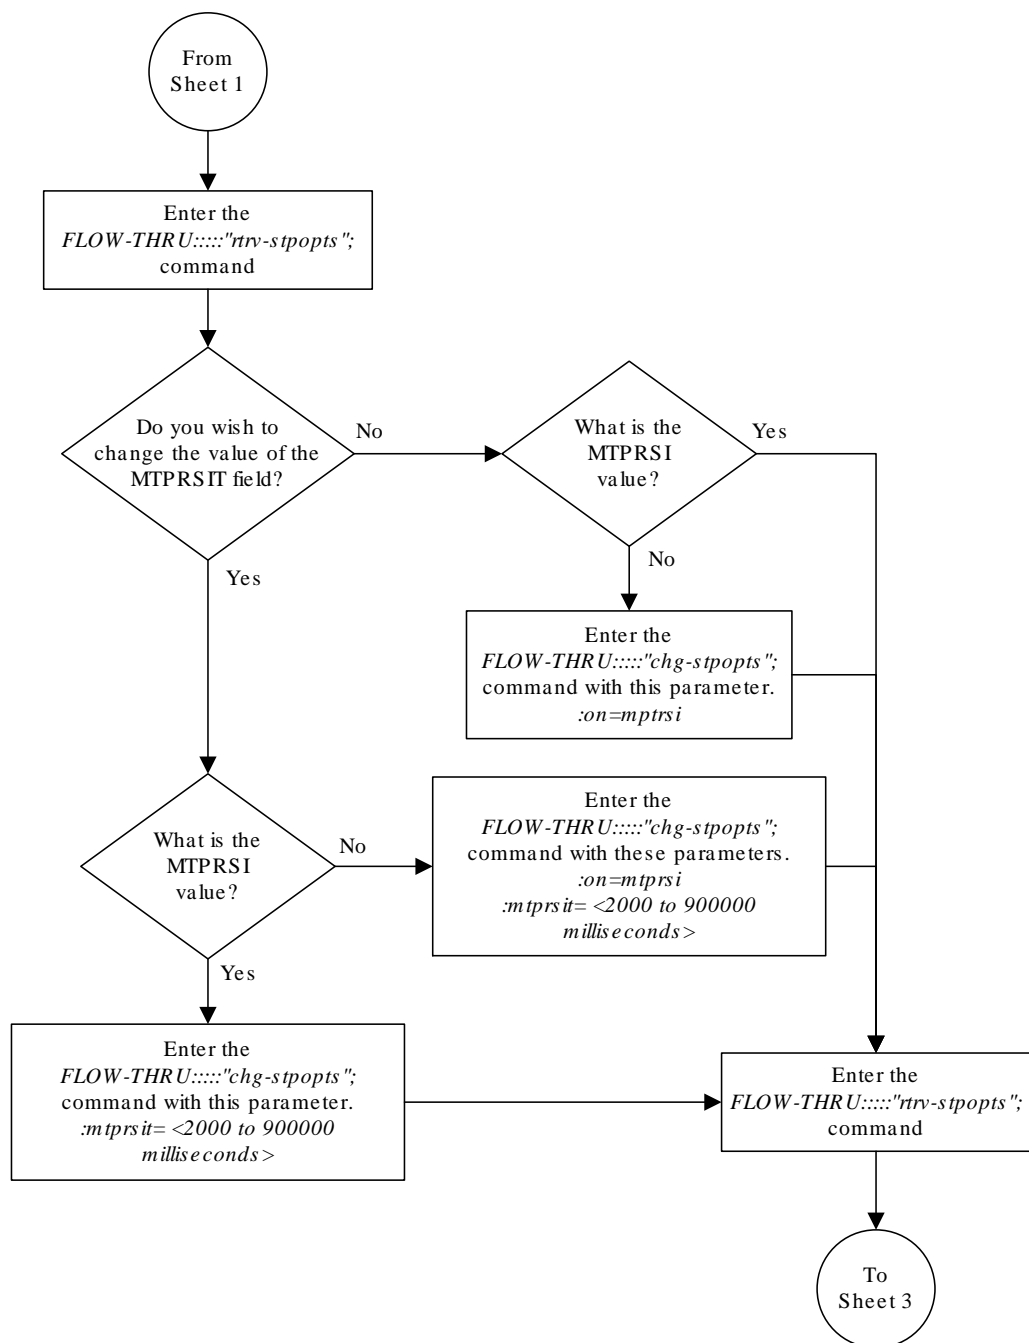 From
Sheet 1
Enter the
FLOW-THRU:::::"rtrv-stpopts";
command
Do you wish to
change the value of the
MTPRSIT field?
No
What is the
MTPRSI
value?
Yes
No
Yes
Enter the
FLOW-THRU:::::"chg-stpopts";
command with this parameter.
:on=mptrsi
What is the
MTPRSI
value?
No
Enter the
FLOW-THRU:::::"chg-stpopts";
command with these parameters.
:on=mtprsi
:mtprsit= <2000 to 900000
milliseconds>
Yes
Enter the
FLOW-THRU:::::"chg-stpopts";
command with this parameter.
:mtprsit= <2000 to 900000
milliseconds>
Enter the
FLOW-THRU:::::"rtrv-stpopts";
command
To
Sheet 3